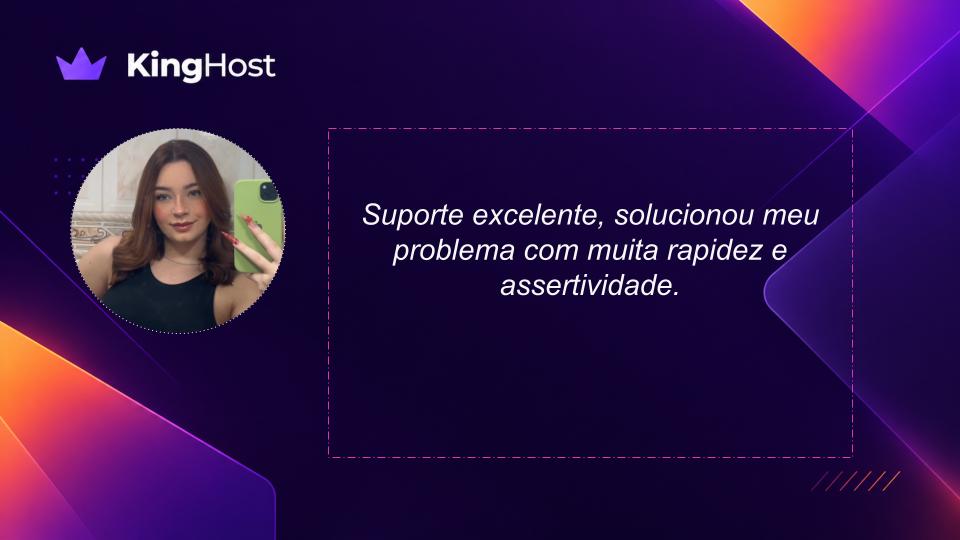 KingHost
Suporte excelente, solucionou meu
problema com muita rapidez e
assertividade.